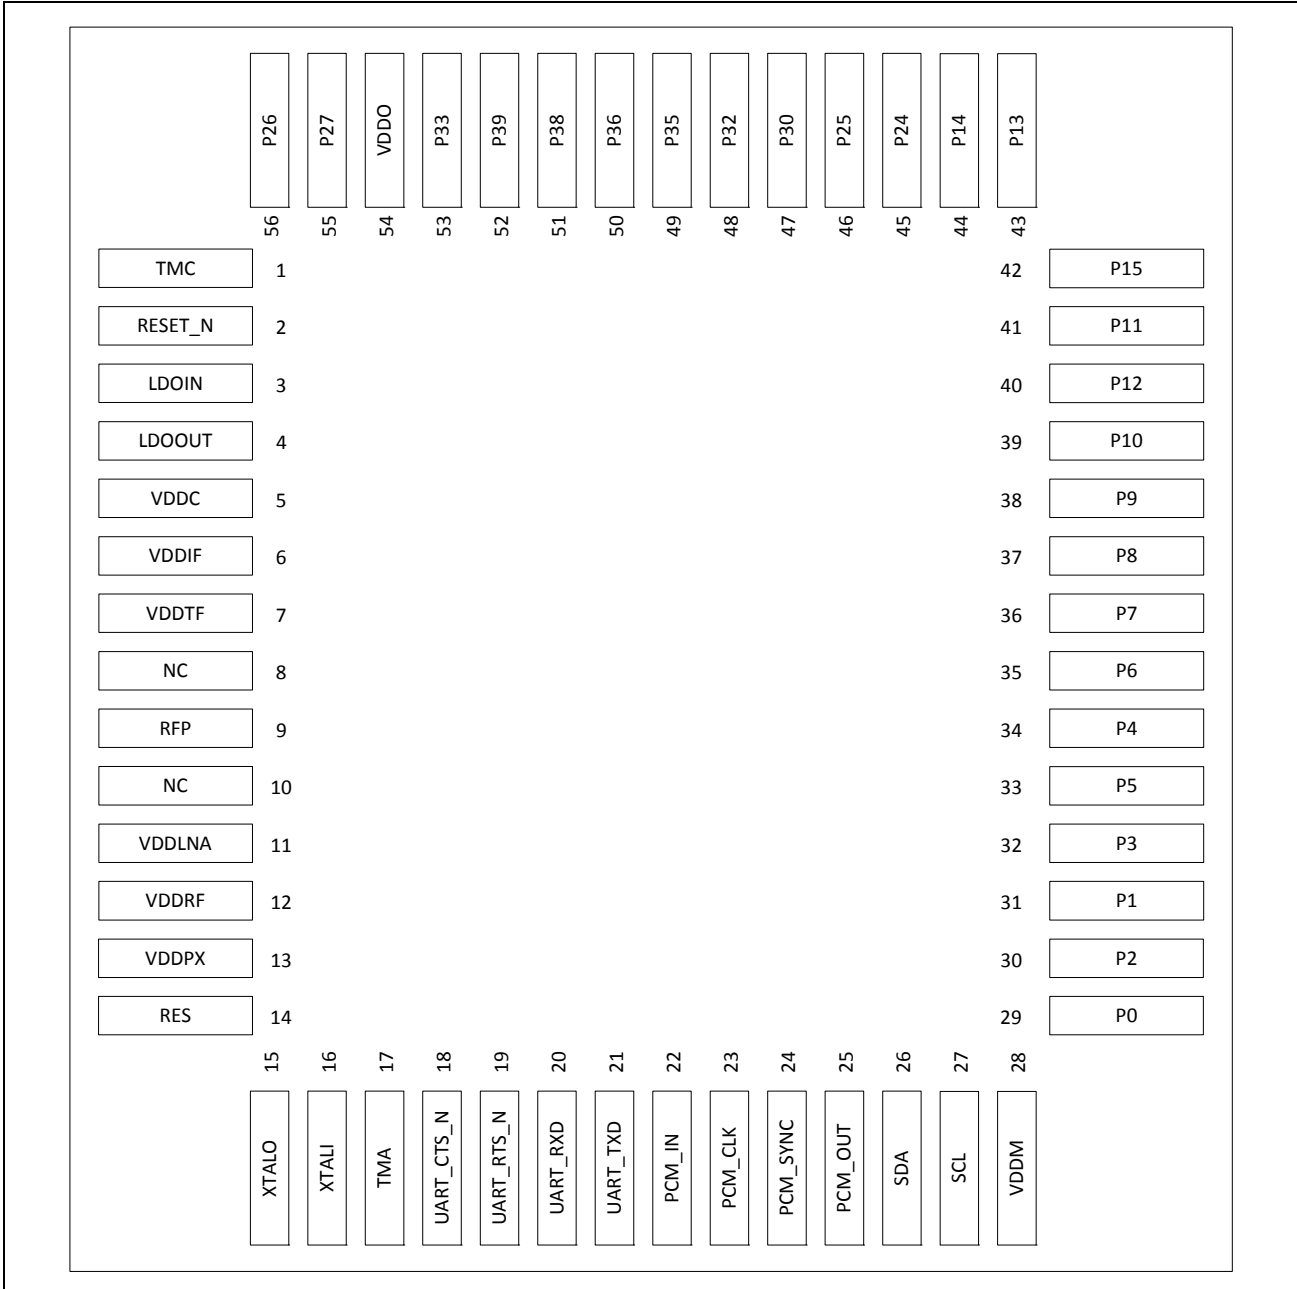 P26 P27 VDDO P33 P39 P38 P36 P35 P32 P30 P25 P24 P14 P13
56 55 54 53 52 51 50 49 48 47 46 45 44 43
TMC 1 42 P15
RESET_N 2 41 P11
LDOIN 3 40 P12
LDOOUT 4 39 P10
VDDC 5 38 P9
VDDIF 6 37 P8
VDDTF 7 36 P7
NC 8 35 P6
RFP 9 34 P4
NC 10 33 P5
VDDLNA 11 32 P3
VDDRF 12 31 P1
VDDPX 13 30 P2
RES 14 29 P0
15 16 17 18 19 20 21 22 23 24 25 26 27 28
XTALO XTALI TMA UART_CTS_N UART_RTS_N UART_RXD UART_TXD PCM_IN PCM_CLK PCM_SYNC PCM_OUT SDA SCL VDDM